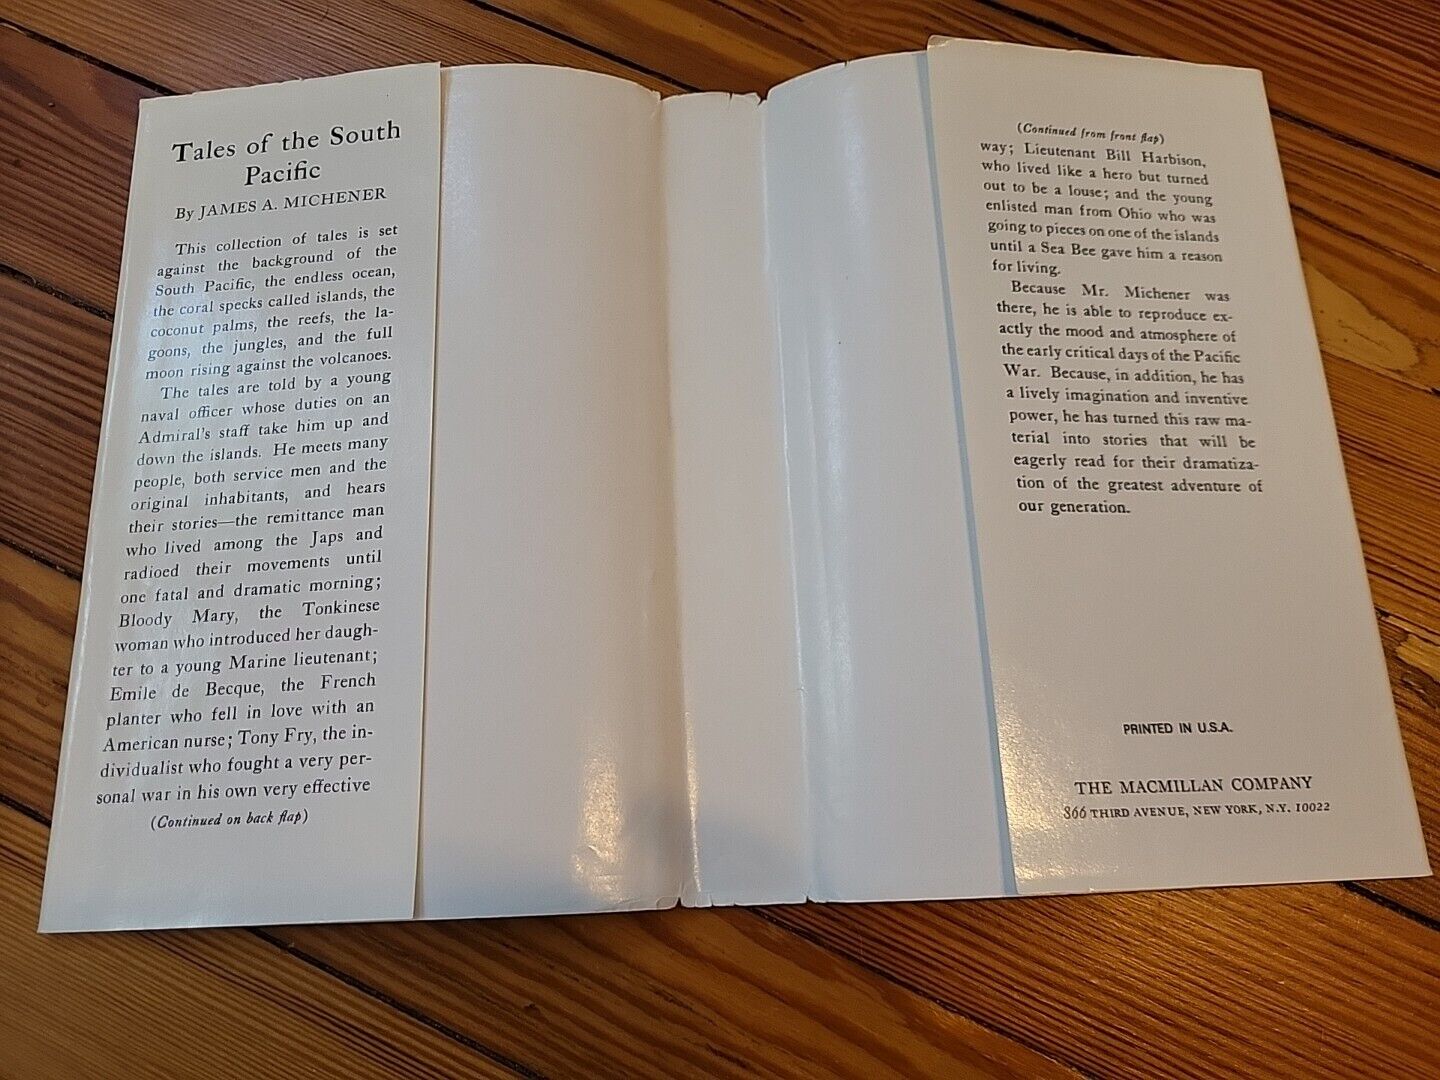 Tales of the South
Pacific
By JAMES A. MICHENER
This collection of tales is set
against the background of the
South Pacific, the endless ocean,
the coral specks called islands, the
coconut palms, the reefs, the la-
goons, the jungles, and the full
moon rising against the volcanoes.
The tales are told by a young
naval officer whose duties on an
Admiral's staff take him up and
down the islands. He meets many
people, both service men and the
original inhabitants, and hears
their stories—the remittance man
who lived among the Japs and
radioed their movements until
one fatal and dramatic morning;
Bloody Mary, the Tonkinese
woman who introduced her daugh-
ter to a young Marine lieutenant;
Emile de Becque, the French
planter who fell in love with an
American nurse; Tony Fry, the in-
dividualist who fought a very per-
sonal war in his own very effective
(Continued on back flap)
(Continued from front flap)
way; Lieutenant Bill Harbison,
who lived like a hero but turned
out to be a louse; and the young
enlisted man from Ohio who was
going to pieces on one of the islands
until a Sea Bee gave him a reason
for living.
Because Mr. Michener was
there, he is able to reproduce ex-
actly the mood and atmosphere of
the early critical days of the Pacific
War. Because, in addition, he has
a lively imagination and inventive
power, he has turned this raw ma-
terial into stories that will be
eagerly read for their dramatiza-
tion of the greatest adventure of
our generation.
PRINTED IN U.S.A.
THE MACMILLAN COMPANY
866 THIRD AVENUE, NEW YORK, N.Y. 10022